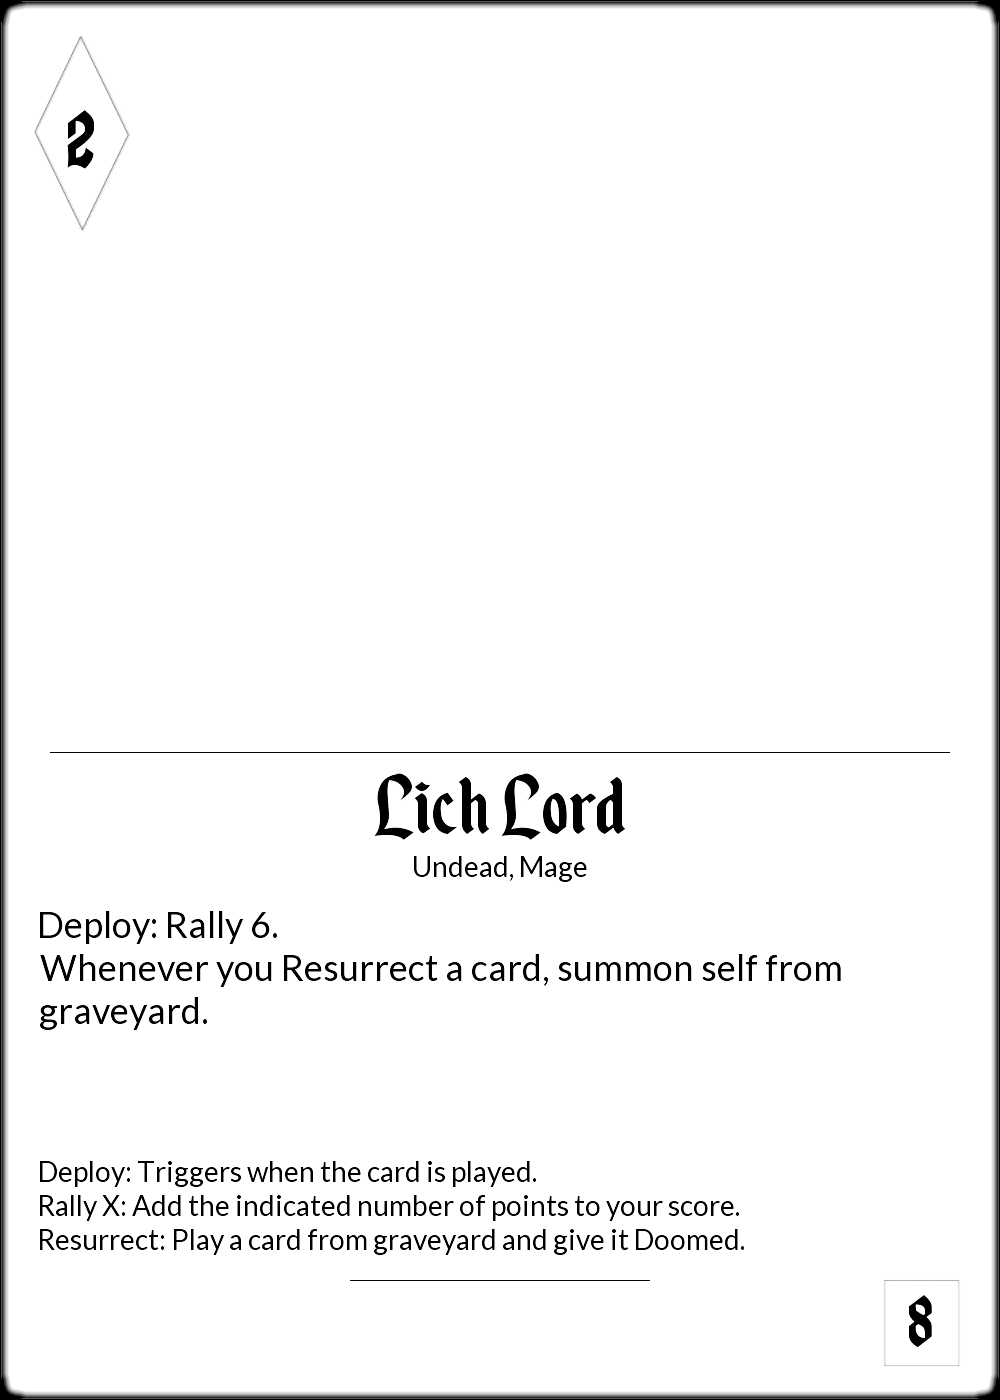 2
Lich Lord
Undead, Mage
Deploy: Rally 6.
Whenever you Resurrect a card, summon self from
graveyard.
Deploy: Triggers when the card is played.
Rally X: Add the indicated number of points to your score.
Resurrect: Play a card from graveyard and give it Doomed.
8